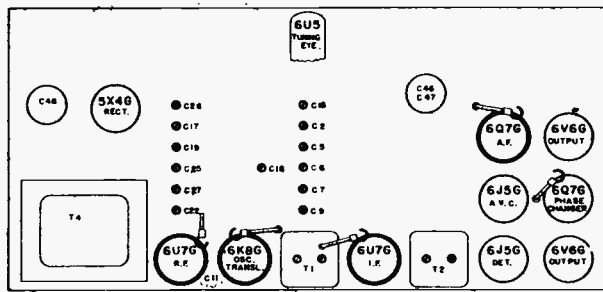 6U5
TUNING
EYE.
C48
5X4G
RECT.
C46
C47
C26
C17
C19
C25
C27
C22
C18
C15
C2
C3
C6
C7
C9
6Q7G
A.F.
6V6G
OUTPUT
6J5G
A.V.C.
6Q7G
PHASE
CHANGER
T4
6U7G
R.F.
C11
6K8G
OSC.
TRANSL.
T1
6U7G
I.F.
T2
6J5G
DET.
6V6G
OUTPUT